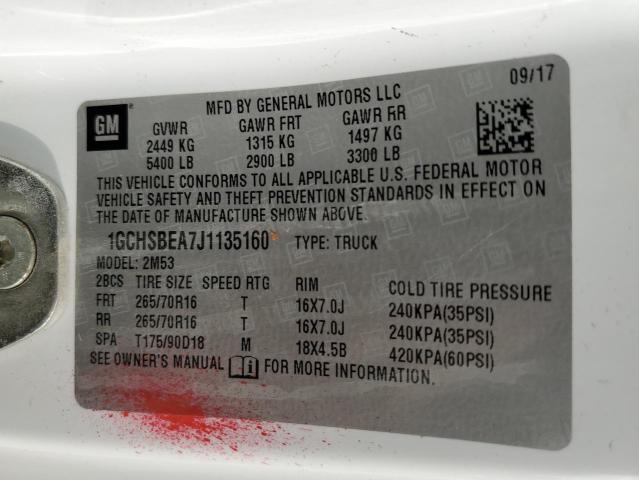 09/17
MFD BY GENERAL MOTORS LLC
GM
GVWR GAWR FRT GAWR RR
2449 KG 1315 KG 1497 KG
5400 LB 2900 LB 3300 LB
THIS VEHICLE CONFORMS TO ALL APPLICABLE U.S. FEDERAL MOTOR
VEHICLE SAFETY AND THEFT PREVENTION STANDARDS IN EFFECT ON
THE DATE OF MANUFACTURE SHOWN ABOVE.
1GCHSBEA7J1135160 TYPE: TRUCK
MODEL: 2M53
2BCS TIRE SIZE SPEED RTG RIM COLD TIRE PRESSURE
FRT 265/70R16 T 16X7.0J 240KPA(35PSI)
RR 265/70R16 T 16X7.0J 240KPA(35PSI)
SPA T175/90D18 M 18X4.5B 420KPA(60PSI)
SEE OWNER'S MANUAL FOR MORE INFORMATION.